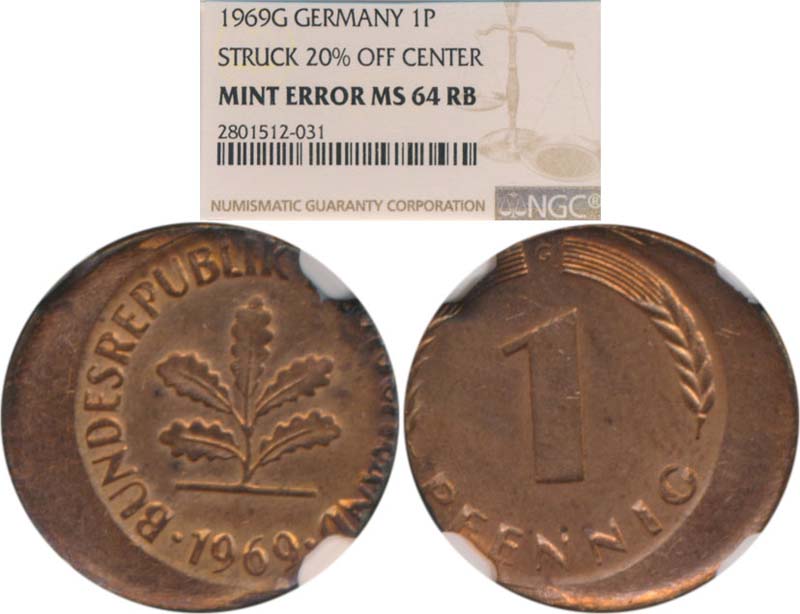 1969G GERMANY 1P
STRUCK 20% OFF CENTER
MINT ERROR MS 64 RB
2801512-031
NUMISMATIC GUARANTY CORPORATION NGC®
BUNDESREPUBLIK
·1969·
G
1
PFENNIG